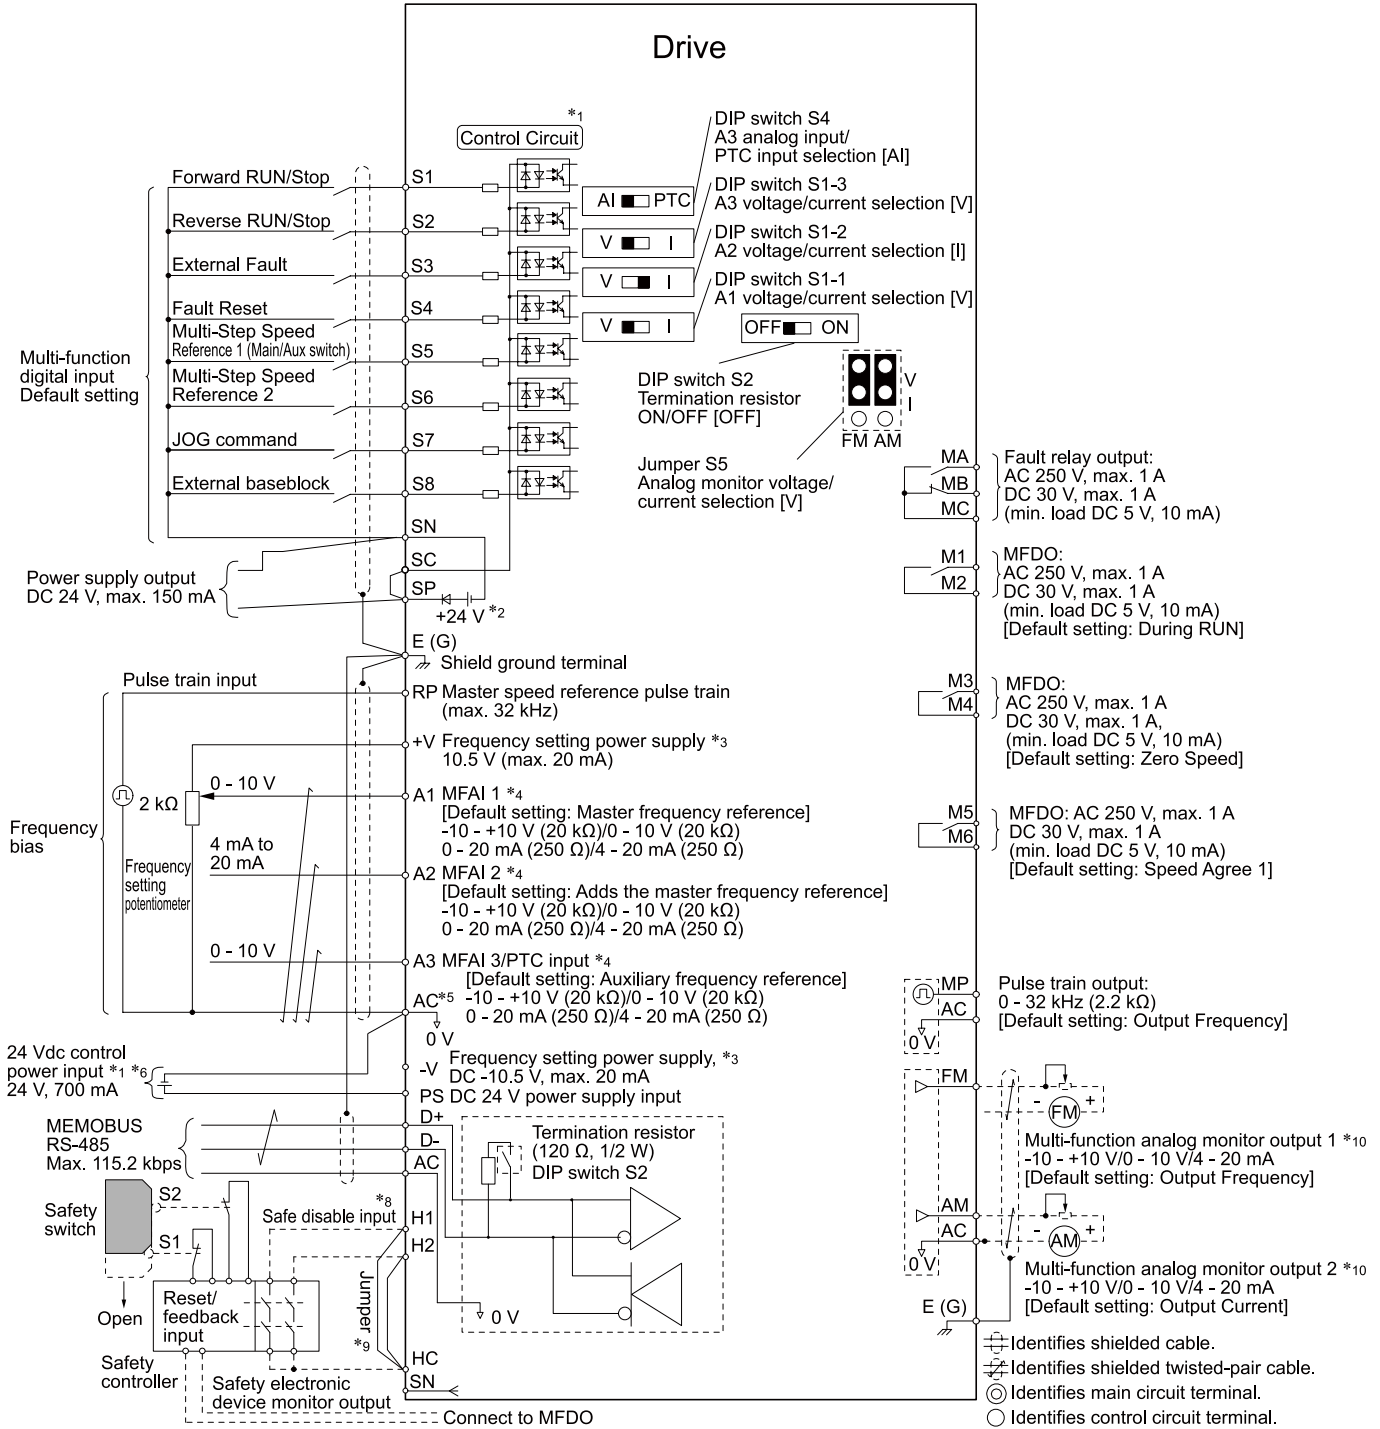 Drive
*1
Control Circuit
DIP switch S4
A3 analog input/
PTC input selection [AI]
AI PTC
DIP switch S1-3
A3 voltage/current selection [V]
V I
DIP switch S1-2
A2 voltage/current selection [I]
V I
DIP switch S1-1
A1 voltage/current selection [V]
V I
OFF ON
DIP switch S2
Termination resistor
ON/OFF [OFF]
V
I
FM AM
Jumper S5
Analog monitor voltage/
current selection [V]
Multi-function
digital input
Default setting
Forward RUN/Stop
S1
Reverse RUN/Stop
S2
External Fault
S3
Fault Reset
S4
Multi-Step Speed
Reference 1 (Main/Aux switch)
S5
Multi-Step Speed
Reference 2
S6
JOG command
S7
External baseblock
S8
SN
SC
SP
Power supply output
DC 24 V, max. 150 mA
+24 V *2
E (G)
Shield ground terminal
Pulse train input
RP Master speed reference pulse train
(max. 32 kHz)
+V Frequency setting power supply *3
10.5 V (max. 20 mA)
Frequency
bias
2 kΩ
Frequency
setting
potentiometer
0 - 10 V
A1 MFAI 1 *4
[Default setting: Master frequency reference]
-10 - +10 V (20 kΩ)/0 - 10 V (20 kΩ)
0 - 20 mA (250 Ω)/4 - 20 mA (250 Ω)
4 mA to
20 mA
A2 MFAI 2 *4
[Default setting: Adds the master frequency reference]
-10 - +10 V (20 kΩ)/0 - 10 V (20 kΩ)
0 - 20 mA (250 Ω)/4 - 20 mA (250 Ω)
0 - 10 V
A3 MFAI 3/PTC input *4
[Default setting: Auxiliary frequency reference]
-10 - +10 V (20 kΩ)/0 - 10 V (20 kΩ)
0 - 20 mA (250 Ω)/4 - 20 mA (250 Ω)
AC*5
0 V
-V Frequency setting power supply, *3
DC -10.5 V, max. 20 mA
24 Vdc control
power input *1 *6
24 V, 700 mA
PS DC 24 V power supply input
MEMOBUS
RS-485
Max. 115.2 kbps
D+
D-
AC
Termination resistor
(120 Ω, 1/2 W)
DIP switch S2
0 V
Safety
switch
S2
S1
Open
*8
Safe disable input
H1
H2
Jumper
*9
Reset/
feedback
input
Safety
controller
HC
SN
Safety electronic
device monitor output
Connect to MFDO
MA
MB
MC
Fault relay output:
AC 250 V, max. 1 A
DC 30 V, max. 1 A
(min. load DC 5 V, 10 mA)
M1
M2
MFDO:
AC 250 V, max. 1 A
DC 30 V, max. 1 A
(min. load DC 5 V, 10 mA)
[Default setting: During RUN]
M3
M4
MFDO:
AC 250 V, max. 1 A
DC 30 V, max. 1 A,
(min. load DC 5 V, 10 mA)
[Default setting: Zero Speed]
M5
M6
MFDO: AC 250 V, max. 1 A
DC 30 V, max. 1 A
(min. load DC 5 V, 10 mA)
[Default setting: Speed Agree 1]
MP
AC
0 V
Pulse train output:
0 - 32 kHz (2.2 kΩ)
[Default setting: Output Frequency]
FM
- +
FM
Multi-function analog monitor output 1 *10
-10 - +10 V/0 - 10 V/4 - 20 mA
[Default setting: Output Frequency]
AM
AC
0 V
- +
AM
Multi-function analog monitor output 2 *10
-10 - +10 V/0 - 10 V/4 - 20 mA
[Default setting: Output Current]
E (G)
Identifies shielded cable.
Identifies shielded twisted-pair cable.
Identifies main circuit terminal.
Identifies control circuit terminal.